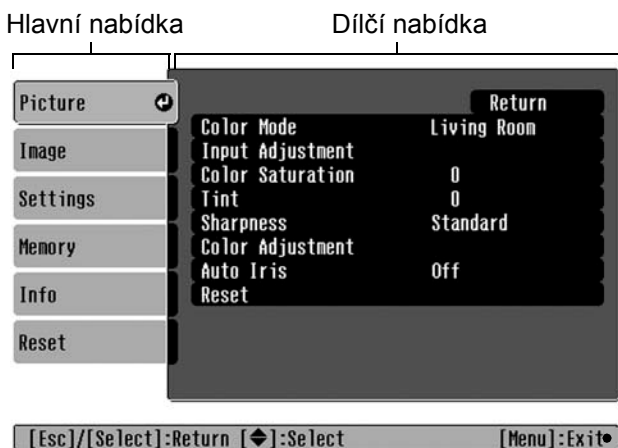 Hlavní nabídka
Dílčí nabídka
Picture
Image
Settings
Memory
Info
Reset
Return
Color Mode Living Room
Input Adjustment
Color Saturation 0
Tint 0
Sharpness Standard
Color Adjustment
Auto Iris Off
Reset
[Esc]/[Select]:Return [◆]:Select [Menu]:Exit